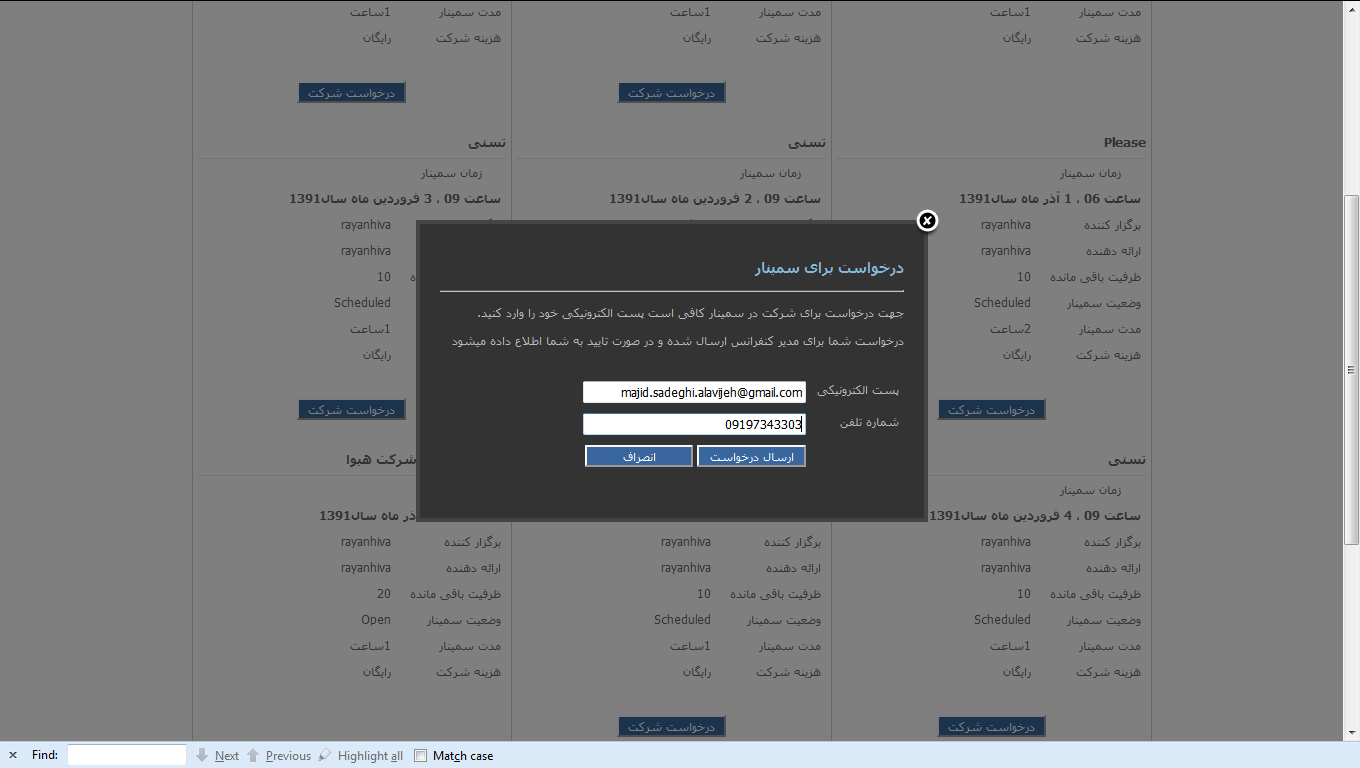 مدت سمینار 1ساعت
هزینه شرکت رایگان
مدت سمینار 1ساعت
هزینه شرکت رایگان
درخواست شرکت
مدت سمینار 1ساعت
هزینه شرکت رایگان
درخواست شرکت
Please
زمان سمینار
ساعت 06 ، 1 آذر ماه سال1391
برگزار کننده rayanhiva
ارائه دهنده rayanhiva
ظرفیت باقی مانده 10
وضعیت سمینار Scheduled
مدت سمینار 2ساعت
هزینه شرکت رایگان
درخواست شرکت
تستی
زمان سمینار
ساعت 09 ، 2 فروردین ماه سال1391
تستی
زمان سمینار
ساعت 09 ، 3 فروردین ماه سال1391
rayanhiva
rayanhiva
10
Scheduled
1ساعت
رایگان
درخواست شرکت
درخواست برای سمینار
جهت درخواست برای شرکت در سمینار کافی است پست الکترونیکی خود را وارد کنید.
درخواست شما برای مدیر کنفرانس ارسال شده و در صورت تایید به شما اطلاع داده میشود
پست الکترونیکی majid.sadeghi.alavijeh@gmail.com
شماره تلفن 09197343303
ارسال درخواست انصراف
تستی
زمان سمینار
ساعت 09 ، 4 فروردین ماه سال1391
برگزار کننده rayanhiva
ارائه دهنده rayanhiva
ظرفیت باقی مانده 10
وضعیت سمینار Scheduled
مدت سمینار 1ساعت
هزینه شرکت رایگان
درخواست شرکت
برگزار کننده rayanhiva
ارائه دهنده rayanhiva
ظرفیت باقی مانده 10
وضعیت سمینار Scheduled
مدت سمینار 1ساعت
هزینه شرکت رایگان
درخواست شرکت
شرکت هیوا
ماه سال1391
برگزار کننده rayanhiva
ارائه دهنده rayanhiva
ظرفیت باقی مانده 20
وضعیت سمینار Open
مدت سمینار 1ساعت
هزینه شرکت رایگان
Find: Next Previous Highlight all Match case